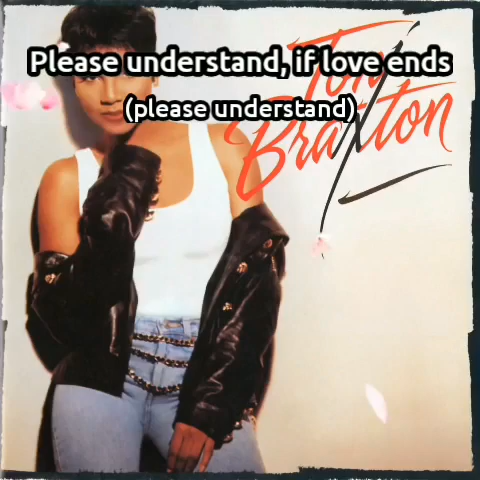 Please understand, if love ends
(please understand)
Toni
Braxton